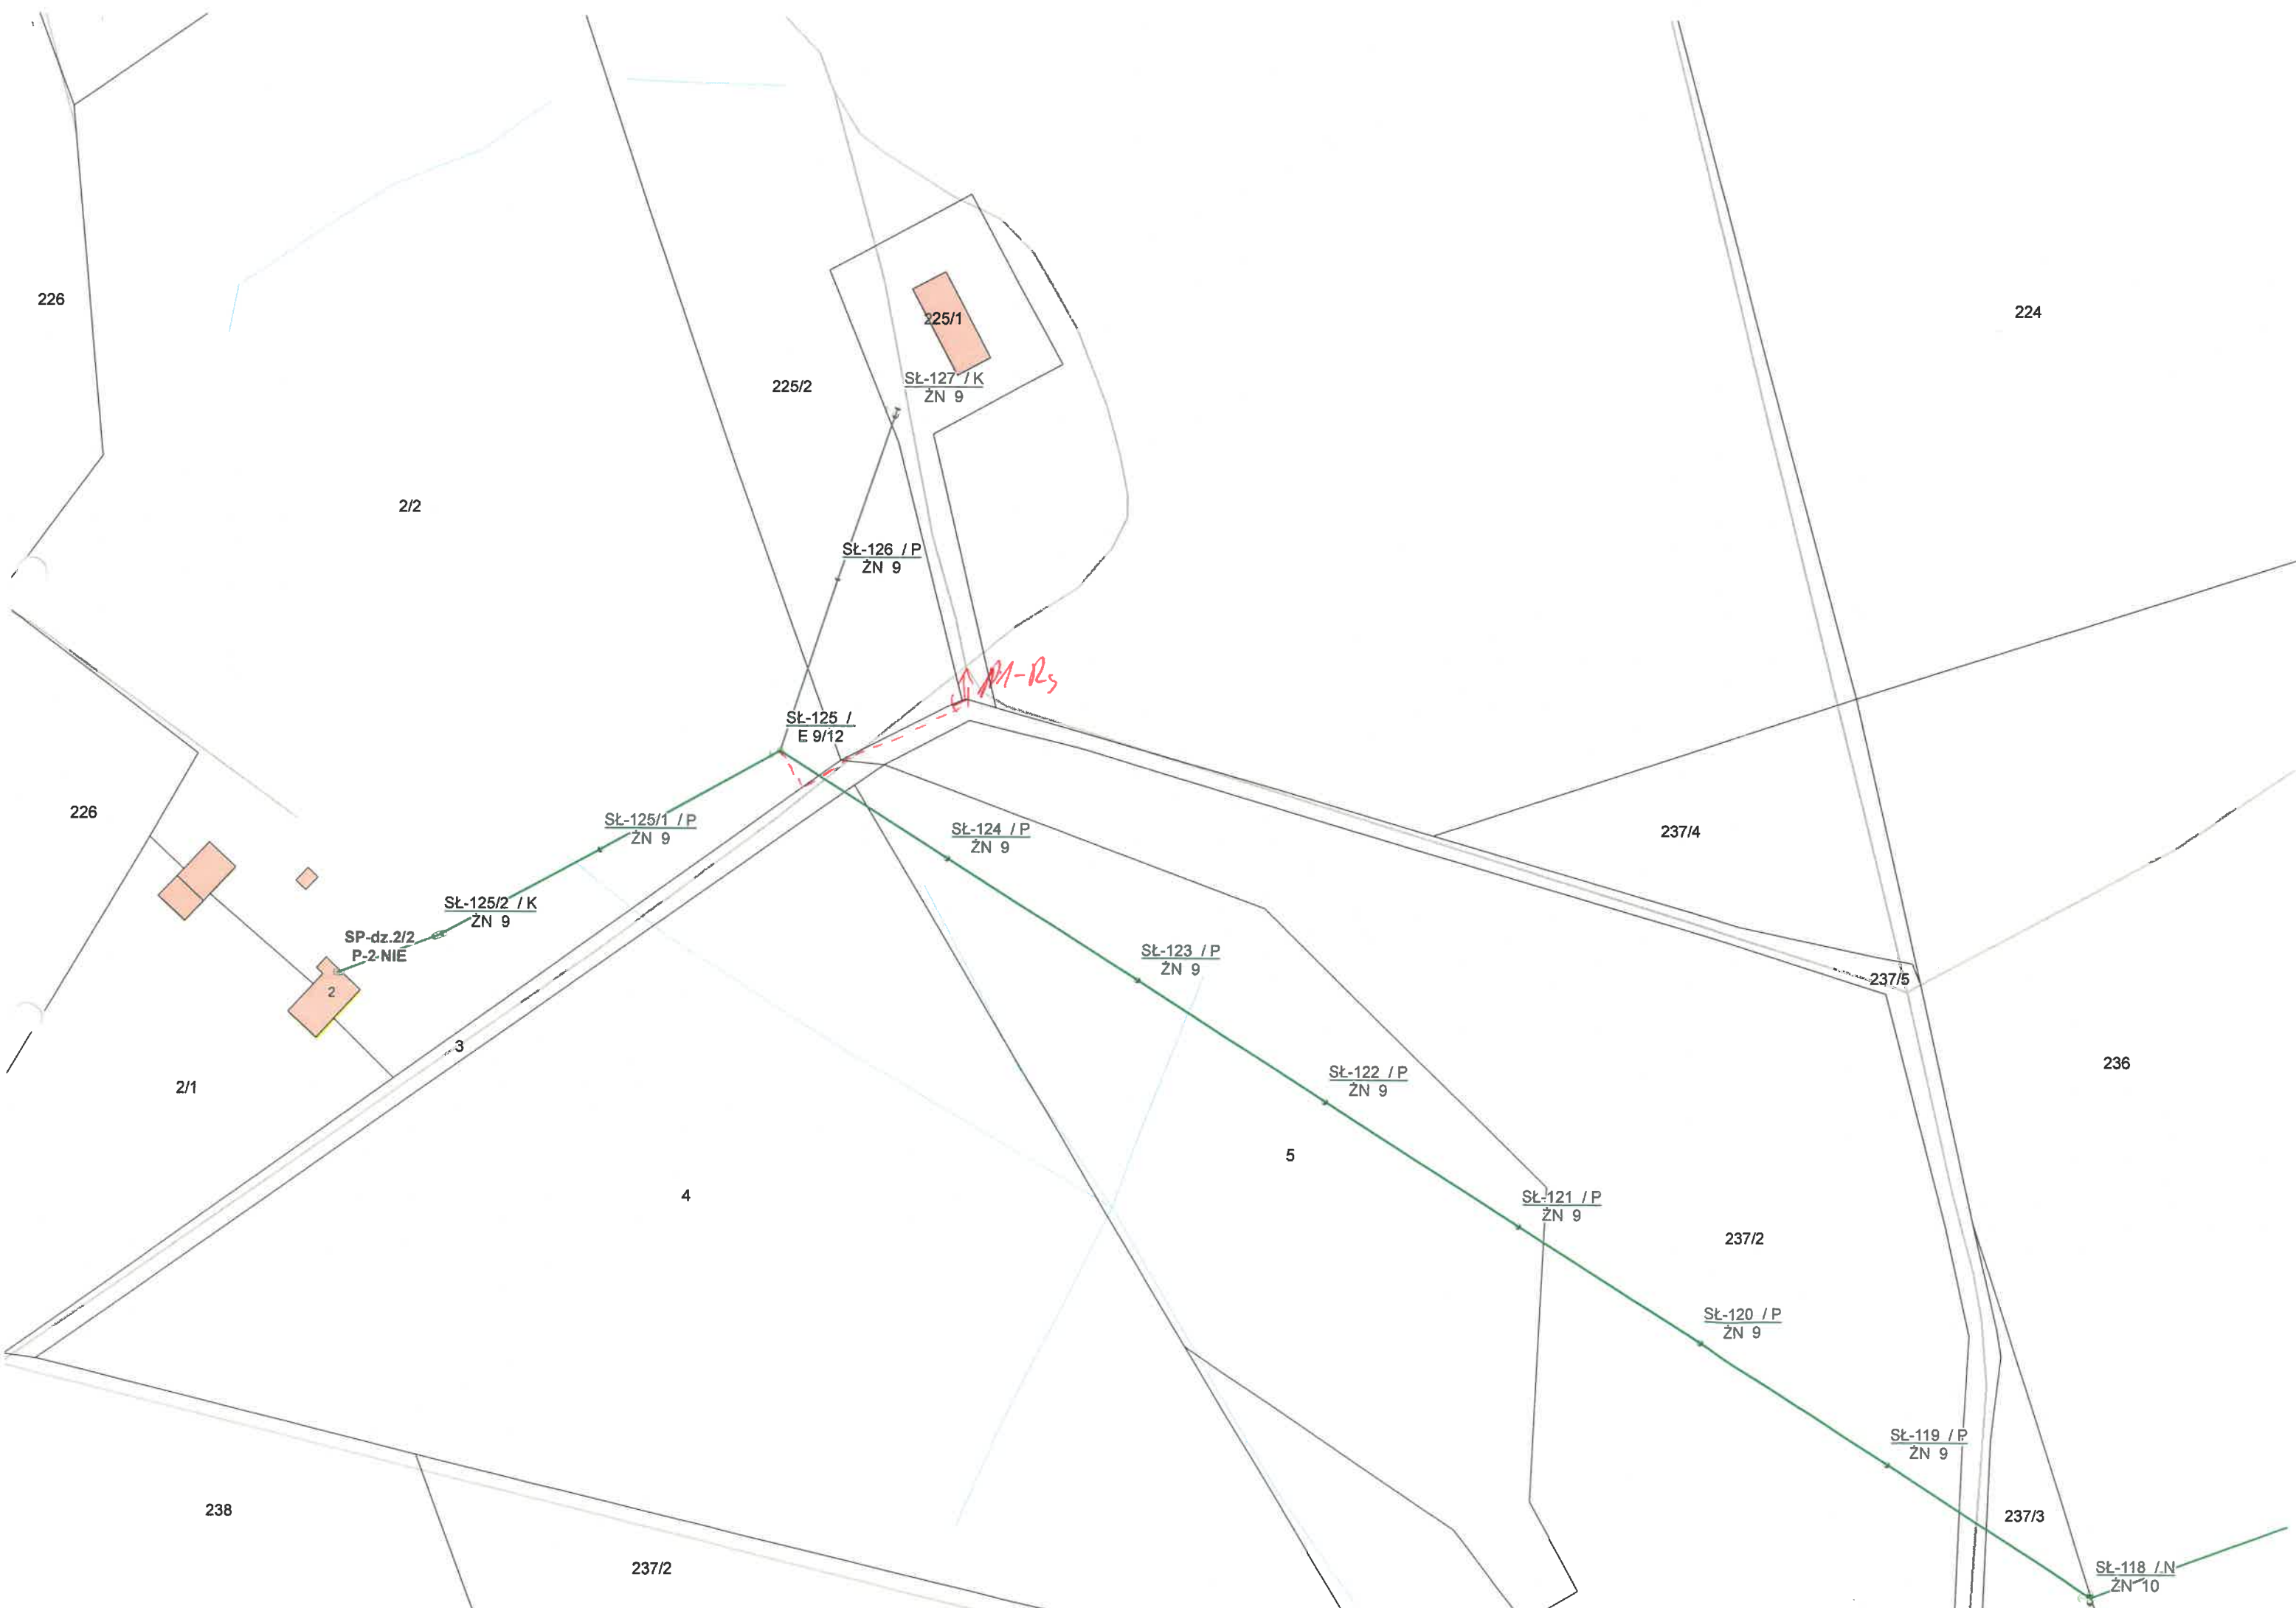 226
224
225/1
SŁ-127 / K
ŻN 9
225/2
2/2
SŁ-126 / P
ŻN 9
SŁ-125 /
E 9/12
226
SŁ-125/1 / P
ŻN 9
SŁ-124 / P
ŻN 9
237/4
SŁ-125/2 / K
ŻN 9
SP-dz.2/2
P-2-NIE
SŁ-123 / P
ŻN 9
237/5
2
3
2/1
SŁ-122 / P
ŻN 9
236
5
4
SŁ-121 / P
ŻN 9
237/2
SŁ-120 / P
ŻN 9
SŁ-119 / P
ŻN 9
238
237/3
237/2
SŁ-118 / N
ŻN 10